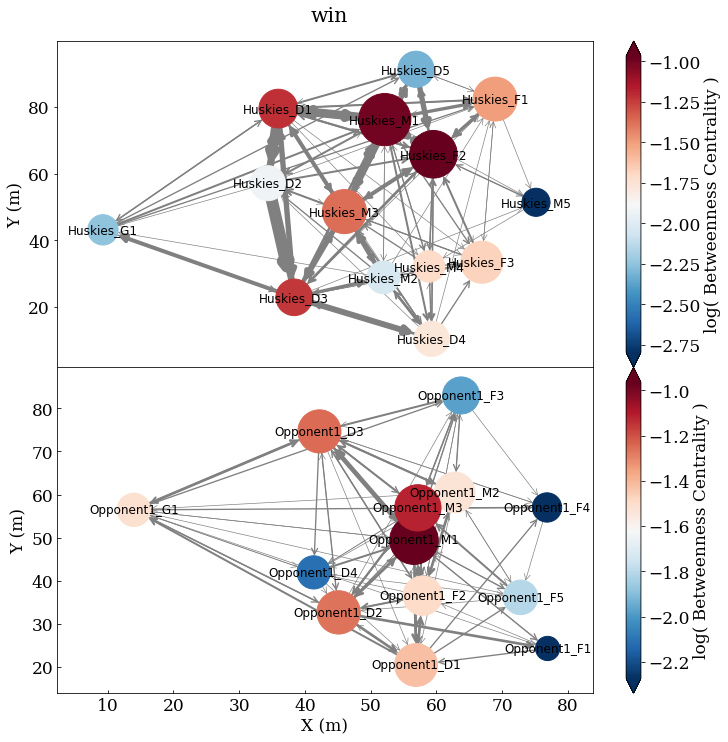 win
Huskies_D5
Huskies_D1
Huskies_F1
Huskies_M1
Huskies_F2
Huskies_D2
Huskies_M5
Huskies_M3
Huskies_G1
Huskies_M4
Huskies_F3
Huskies_M2
Huskies_D3
Huskies_D4
80
60
40
20
Y (m)
−1.00
−1.25
−1.50
−1.75
−2.00
−2.25
−2.50
−2.75
log( Betweenness Centrality )
Opponent1_F3
Opponent1_D3
Opponent1_M2
Opponent1_G1
Opponent1_M3
Opponent1_F4
Opponent1_M1
Opponent1_D4
Opponent1_F2
Opponent1_F5
Opponent1_D2
Opponent1_F1
Opponent1_D1
80
70
60
50
40
30
20
Y (m)
10
20
30
40
50
60
70
80
X (m)
−1.0
−1.2
−1.4
−1.6
−1.8
−2.0
−2.2
log( Betweenness Centrality )